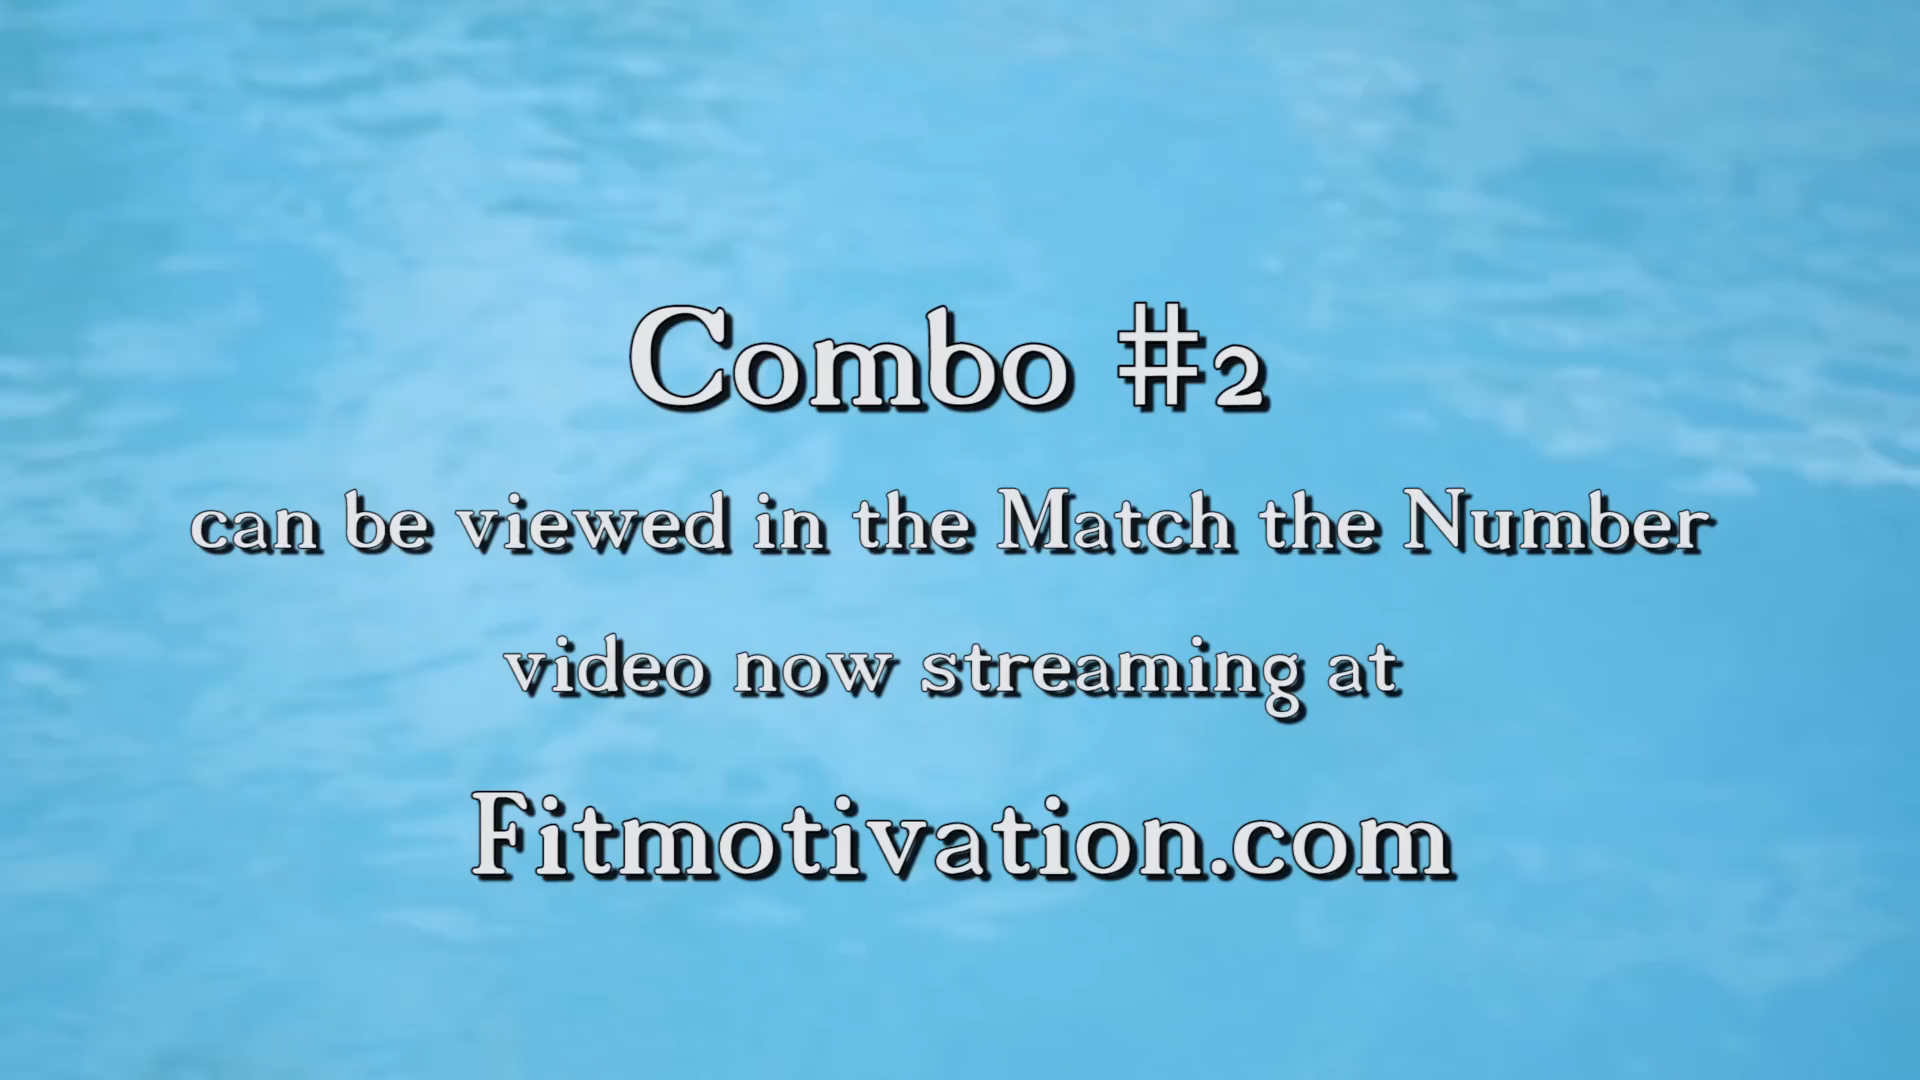 Combo #2
can be viewed in the Match the Number
video now streaming at
Fitmotivation.com